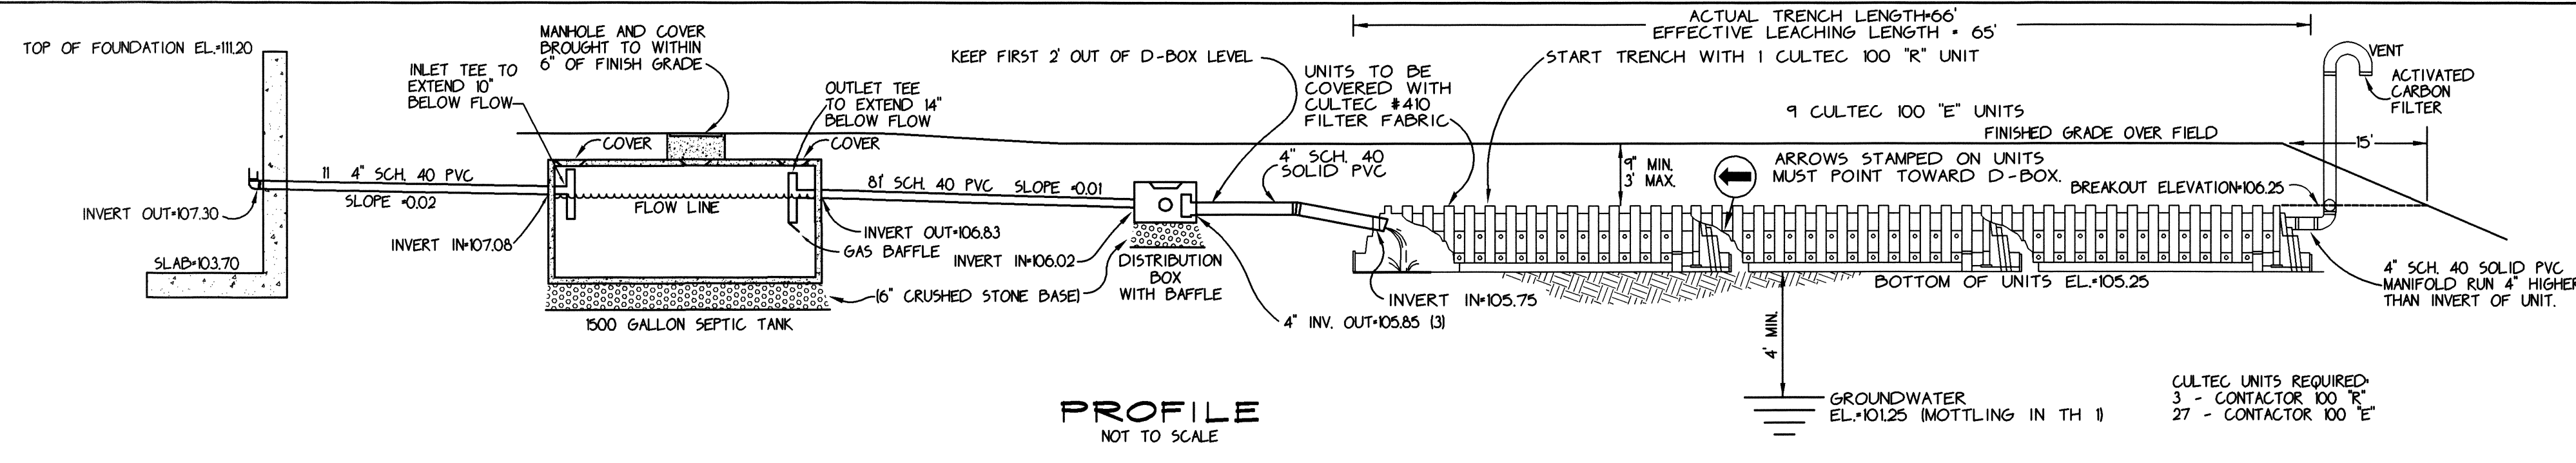 TOP OF FOUNDATION EL.=111.20
MANHOLE AND COVER
BROUGHT TO WITHIN
6" OF FINISH GRADE
INLET TEE TO
EXTEND 10"
BELOW FLOW
OUTLET TEE
TO EXTEND 14"
BELOW FLOW
COVER
COVER
KEEP FIRST 2' OUT OF D-BOX LEVEL
UNITS TO BE
COVERED WITH
CULTEC #410
FILTER FABRIC
ACTUAL TRENCH LENGTH=66'
EFFECTIVE LEACHING LENGTH = 65'
START TRENCH WITH 1 CULTEC 100 "R" UNIT
9 CULTEC 100 "E" UNITS
FINISHED GRADE OVER FIELD
VENT
ACTIVATED
CARBON
FILTER
15'
11 4" SCH. 40 PVC
SLOPE =0.02
FLOW LINE
81' SCH. 40 PVC SLOPE =0.01
4" SCH. 40
SOLID PVC
9" MIN.
3' MAX.
ARROWS STAMPED ON UNITS
MUST POINT TOWARD D-BOX.
BREAKOUT ELEVATION=106.25
INVERT OUT=107.30
INVERT IN=107.08
INVERT OUT=106.83
GAS BAFFLE
INVERT IN=106.02
DISTRIBUTION
BOX
WITH BAFFLE
SLAB=103.70
(6" CRUSHED STONE BASE)
1500 GALLON SEPTIC TANK
INVERT IN=105.75
4" INV. OUT=105.85 (3)
BOTTOM OF UNITS EL.=105.25
4" SCH. 40 SOLID PVC
MANIFOLD RUN 4" HIGHER
THAN INVERT OF UNIT.
4' MIN.
GROUNDWATER
EL.=101.25 (MOTTLING IN TH 1)
CULTEC UNITS REQUIRED:
3 - CONTACTOR 100 "R"
27 - CONTACTOR 100 "E"
PROFILE
NOT TO SCALE